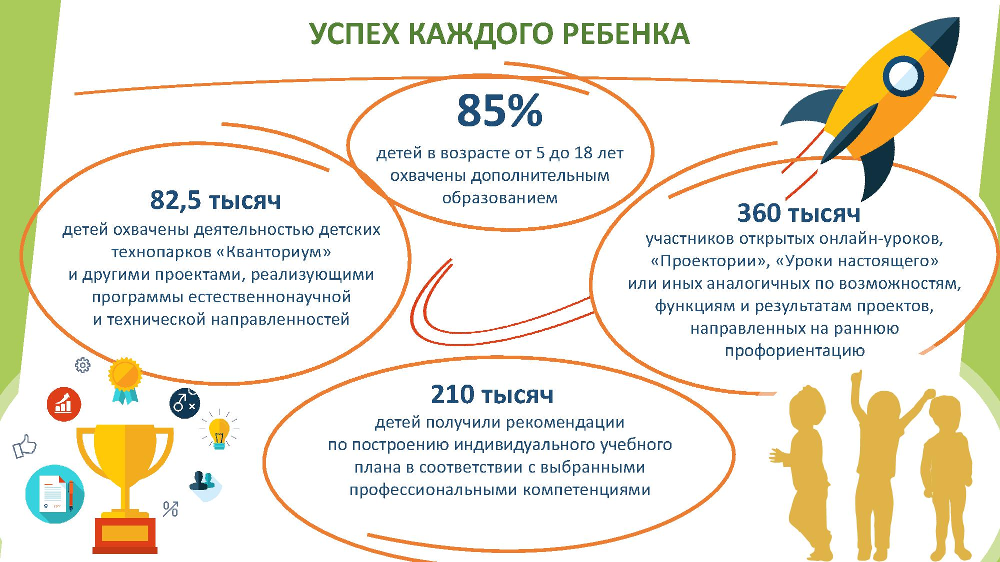 УСПЕХ КАЖДОГО РЕБЕНКА
85%
детей в возрасте от 5 до 18 лет
охвачены дополнительным
образованием
82,5 тысяч
детей охвачены деятельностью детских
технопарков «Кванториум»
и другими проектами, реализующими
программы естественнонаучной
и технической направленностей
360 тысяч
участников открытых онлайн-уроков,
«Проектории», «Уроки настоящего»
или иных аналогичных по возможностям,
функциям и результатам проектов,
направленных на раннюю
профориентацию
210 тысяч
детей получили рекомендации
по построению индивидуального учебного
плана в соответствии с выбранными
профессиональными компетенциями